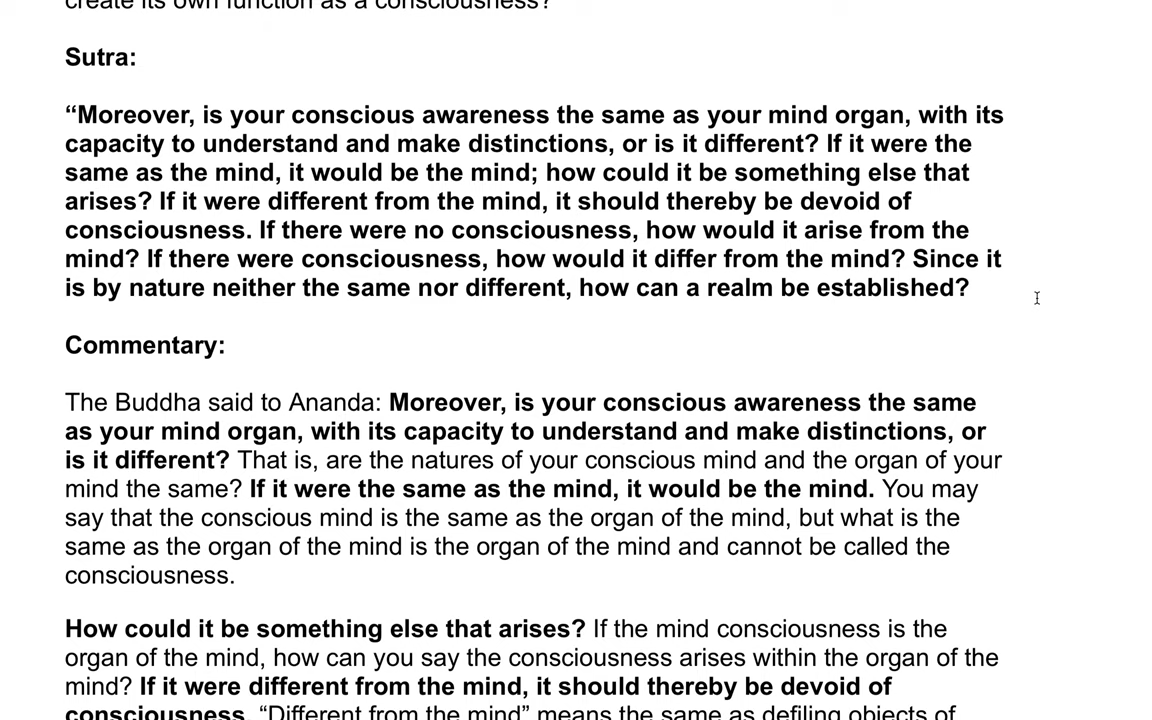 create its own function as a consciousness?
Sutra:
“Moreover, is your conscious awareness the same as your mind organ, with its
capacity to understand and make distinctions, or is it different? If it were the
same as the mind, it would be the mind; how could it be something else that
arises? If it were different from the mind, it should thereby be devoid of
consciousness. If there were no consciousness, how would it arise from the
mind? If there were consciousness, how would it differ from the mind? Since it
is by nature neither the same nor different, how can a realm be established?
Commentary:
The Buddha said to Ananda: Moreover, is your conscious awareness the same
as your mind organ, with its capacity to understand and make distinctions, or
is it different? That is, are the natures of your conscious mind and the organ of your
mind the same? If it were the same as the mind, it would be the mind. You may
say that the conscious mind is the same as the organ of the mind, but what is the
same as the organ of the mind is the organ of the mind and cannot be called the
consciousness.
How could it be something else that arises? If the mind consciousness is the
organ of the mind, how can you say the consciousness arises within the organ of the
mind? If it were different from the mind, it should thereby be devoid of
consciousness. “Different from the mind” means the same as defiling objects of